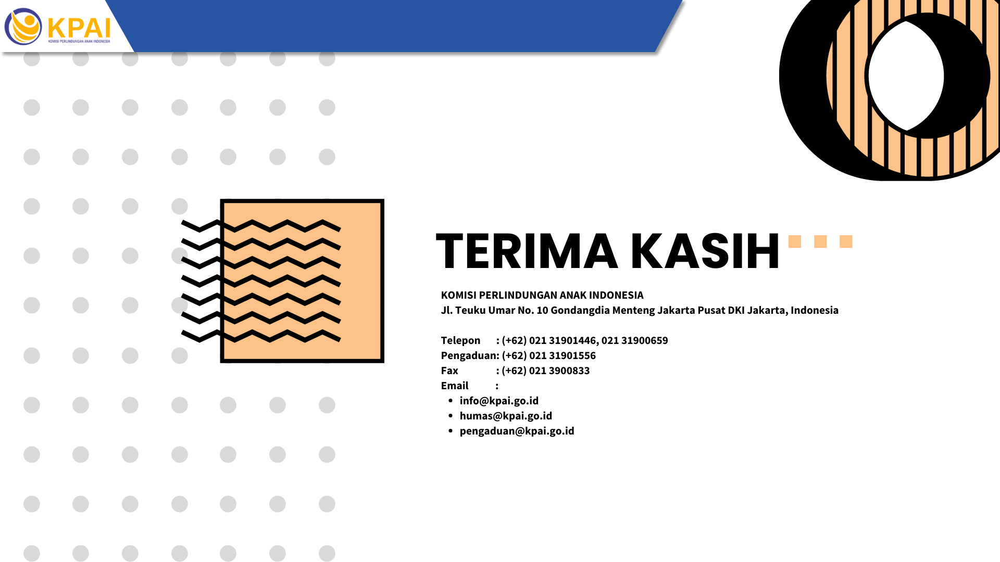 KPAI
KOMISI PERLINDUNGAN ANAK INDONESIA
TERIMA KASIH
KOMISI PERLINDUNGAN ANAK INDONESIA
Jl. Teuku Umar No. 10 Gondangdia Menteng Jakarta Pusat DKI Jakarta, Indonesia
Telepon : (+62) 021 31901446, 021 31900659
Pengaduan: (+62) 021 31901556
Fax : (+62) 021 3900833
Email :
• info@kpai.go.id
• humas@kpai.go.id
• pengaduan@kpai.go.id